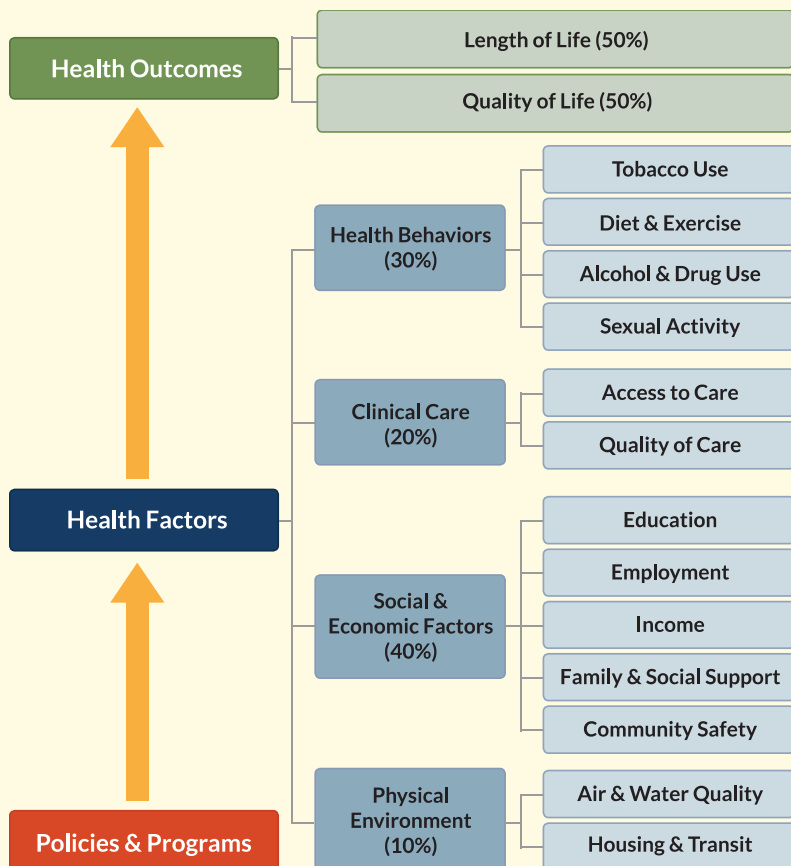 Health Outcomes
Length of Life (50%)
Quality of Life (50%)
Health Behaviors
(30%)
Tobacco Use
Diet & Exercise
Alcohol & Drug Use
Sexual Activity
Clinical Care
(20%)
Access to Care
Quality of Care
Health Factors
Social &
Economic Factors
(40%)
Education
Employment
Income
Family & Social Support
Community Safety
Physical
Environment
(10%)
Air & Water Quality
Housing & Transit
Policies & Programs